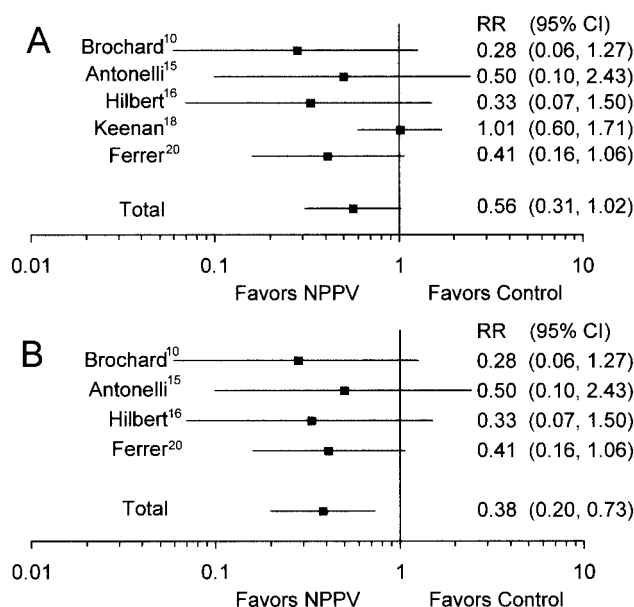 A
RR (95% CI)
Brochard10 0.28 (0.06, 1.27)
Antonelli15 0.50 (0.10, 2.43)
Hilbert16 0.33 (0.07, 1.50)
Keenan18 1.01 (0.60, 1.71)
Ferrer20 0.41 (0.16, 1.06)
Total 0.56 (0.31, 1.02)
0.01 0.1 1 10
Favors NPPV Favors Control
B
RR (95% CI)
Brochard10 0.28 (0.06, 1.27)
Antonelli15 0.50 (0.10, 2.43)
Hilbert16 0.33 (0.07, 1.50)
Ferrer20 0.41 (0.16, 1.06)
Total 0.38 (0.20, 0.73)
0.01 0.1 1 10
Favors NPPV Favors Control